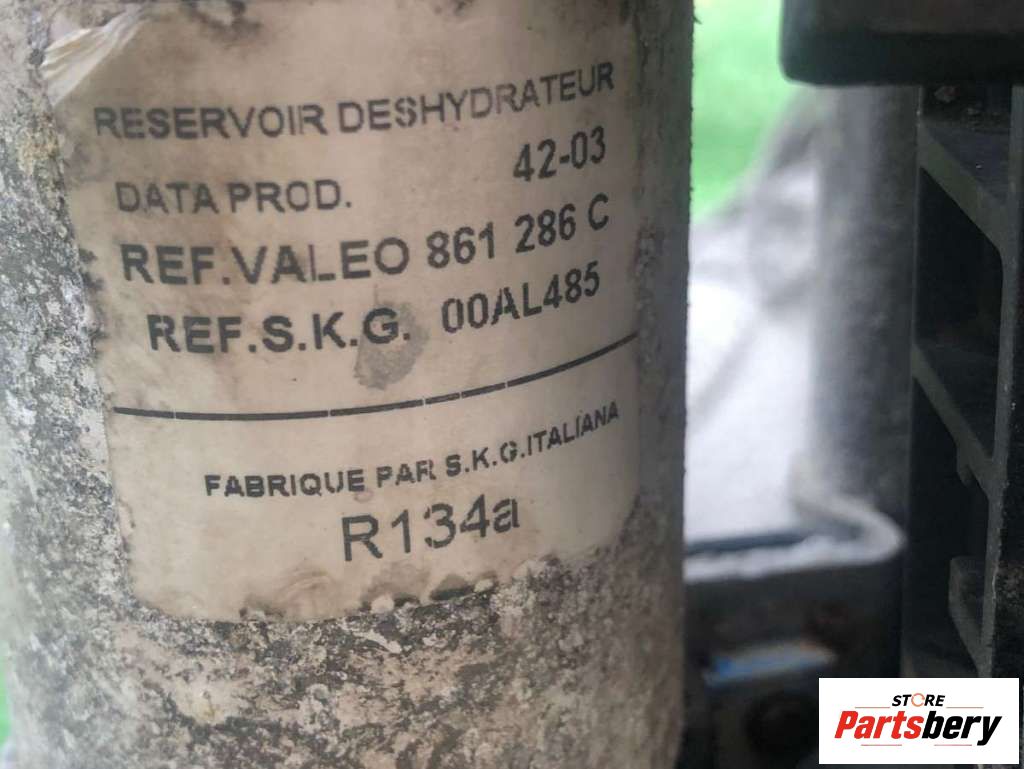 RESERVOIR DESHYDRATEUR
DATA PROD. 42-03
REF.VALEO 861 286 C
REF.S.K.G. 00AL485
FABRIQUE PAR S.K.G.ITALIANA
R134a
STORE
Partsbery